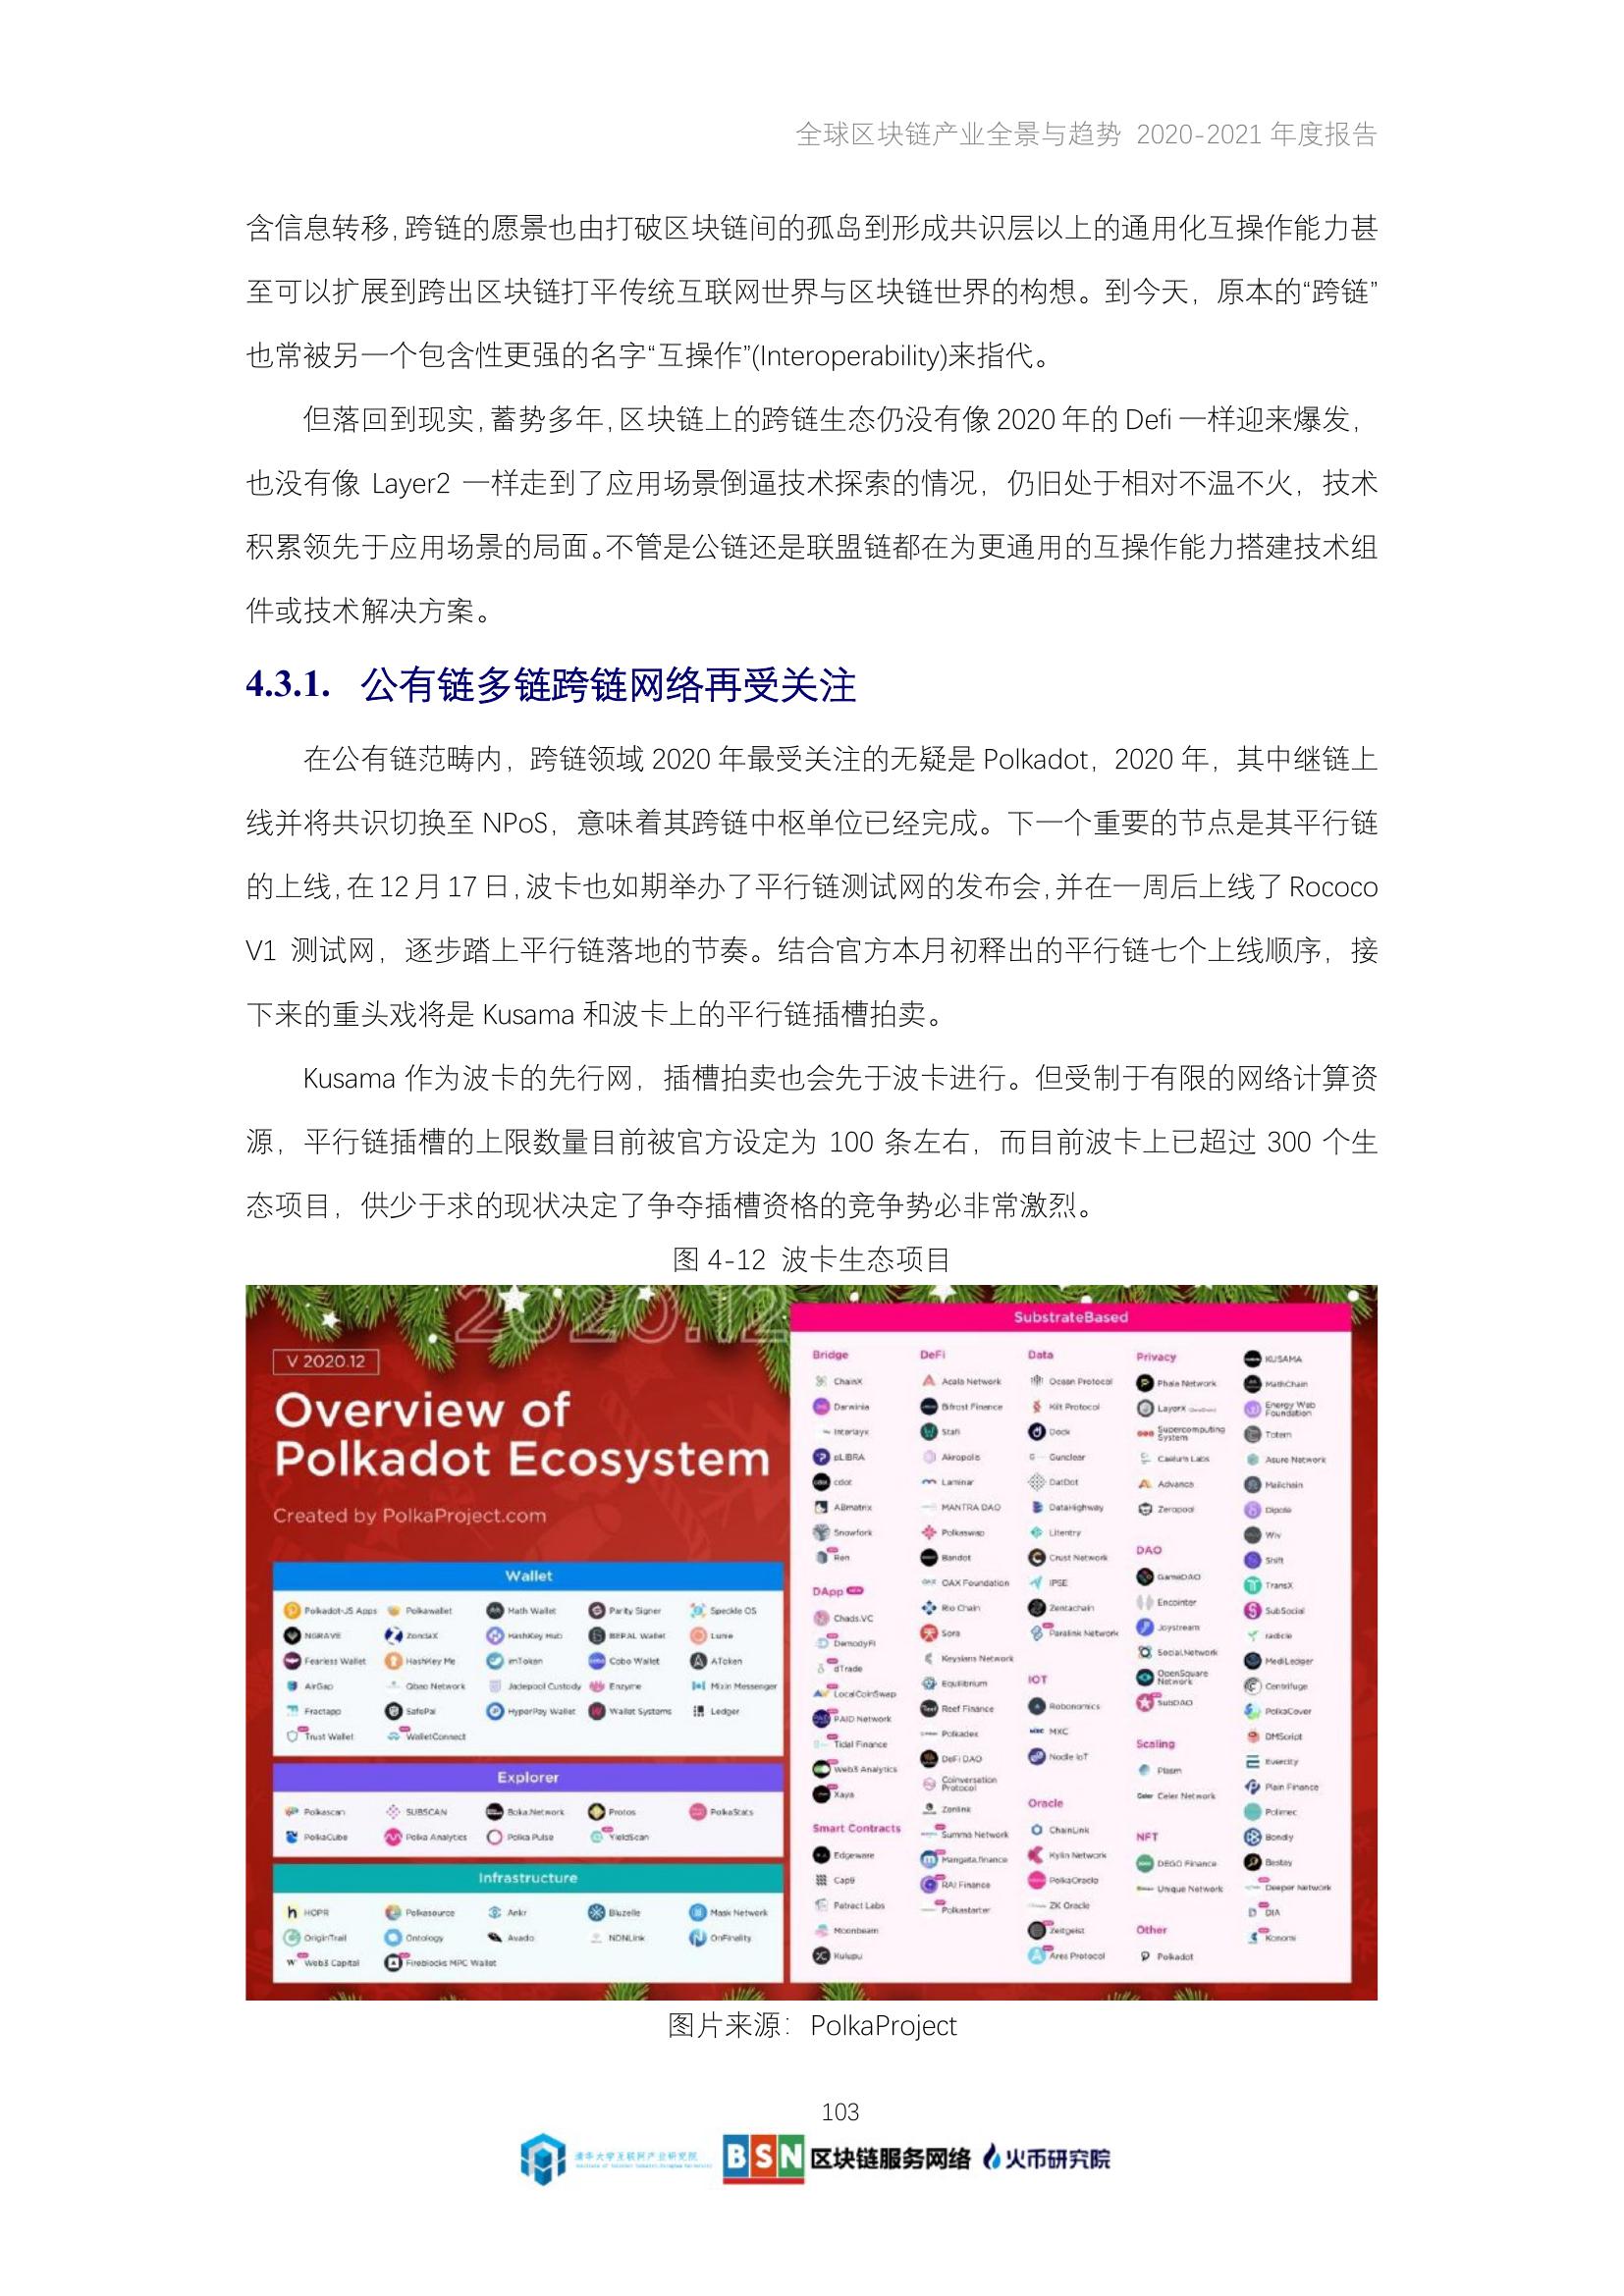 全球区块链产业全景与趋势 2020-2021 年度报告
含信息转移,跨链的愿景也由打破区块链间的孤岛到形成共识层以上的通用化互操作能力甚
至可以扩展到跨出区块链打平传统互联网世界与区块链世界的构想。到今天，原本的“跨链”
也常被另一个包含性更强的名字“互操作”(Interoperability)来指代。
但落回到现实,蓄势多年,区块链上的跨链生态仍没有像 2020 年的 Defi 一样迎来爆发，
也没有像 Layer2 一样走到了应用场景倒逼技术探索的情况，仍旧处于相对不温不火，技术
积累领先于应用场景的局面。不管是公链还是联盟链都在为更通用的互操作能力搭建技术组
件或技术解决方案。
4.3.1. 公有链多链跨链网络再受关注
在公有链范畴内，跨链领域 2020 年最受关注的无疑是 Polkadot，2020 年，其中继链上
线并将共识切换至 NPoS，意味着其跨链中枢单位已经完成。下一个重要的节点是其平行链
的上线,在 12 月 17 日,波卡也如期举办了平行链测试网的发布会,并在一周后上线了 Rococo
V1 测试网，逐步踏上平行链落地的节奏。结合官方本月初释出的平行链七个上线顺序，接
下来的重头戏将是 Kusama 和波卡上的平行链插槽拍卖。
Kusama 作为波卡的先行网，插槽拍卖也会先于波卡进行。但受制于有限的网络计算资
源，平行链插槽的上限数量目前被官方设定为 100 条左右，而目前波卡上已超过 300 个生
态项目，供少于求的现状决定了争夺插槽资格的竞争势必非常激烈。
图 4-12 波卡生态项目
2020.12
V 2020.12
Overview of
Polkadot Ecosystem
Created by PolkaProject.com
Wallet
Polkadot-JS Apps Polkawallet Math Wallet Parity Signer Speckle OS
NGRAVE ZondaX HashKey Hub BEPAL Wallet Lunie
Fearless Wallet HashKey Me imToken Cobo Wallet AToken
AirGap Qbao Network Jadepool Custody Enzyme Mixin Messenger
Fractapp SafePal HyperPay Wallet Wallet Systems Ledger
Trust Wallet WalletConnect
Explorer
Polkascan SUBSCAN Boka.Network Protos PolkaStats
PolkaCube Polka Analytics Polka Pulse YieldScan
Infrastructure
HOPR Polkasource Ankr Bluzelle Mask Network
OriginTrail Ontology Avado NDNLink OnFinality
Web3 Capital Fireblocks MPC Wallet
SubstrateBased
Bridge
ChainX
Darwinia
Interlayx
pLIBRA
cdot
ABmatrix
Snowfork
Ren
DApp
Chads.VC
DemodyFi
dTrade
LocalCoinSwap
PAID Network
Tidal Finance
Web3 Analytics
Xaya
Smart Contracts
Edgeware
Cap9
Patract Labs
Moonbeam
Kulupu
DeFi
Acala Network
Bifrost Finance
Stafi
Akropolis
Laminar
MANTRA DAO
Polkaswap
Bandot
OAX Foundation
Rio Chain
Sora
Keysians Network
Equilibrium
Reef Finance
Polkadex
DeFi DAO
Coinversation
Protocol
Zenlink
Summa Network
Mangata.finance
RAI Finance
Polkastarter
Data
Ocean Protocol
Kilt Protocol
Dock
Gunclear
DatDot
DataHighway
Litentry
Crust Network
IPSE
Zentachain
Paralink Network
IOT
Robonomics
MXC
Nodle IoT
Oracle
ChainLink
Kylin Network
PolkaOracle
ZK Oracle
Zeitgeist
Ares Protocol
Privacy
Phala Network
LayerX
Supercomputing
System
Caelum Labs
Advanca
Zeropool
DAO
GameDAO
Encointer
Joystream
Social.Network
OpenSquare
Network
SubDAO
Scaling
Plasm
Celer Network
NFT
DEGO Finance
Unique Network
Other
Polkadot
KUSAMA
MathChain
Energy Web
Foundation
Totem
Asure Network
Mailchain
Dipole
Wiv
Shift
TransX
SubSocial
radicle
MediLedger
Centrifuge
PolkaCover
DMScript
Evercity
Plain Finance
Polimec
Bondly
Bestay
Deeper Network
DIA
Konomi
图片来源：PolkaProject
103
清华大学互联网产业研究院
BSN 区块链服务网络 火币研究院